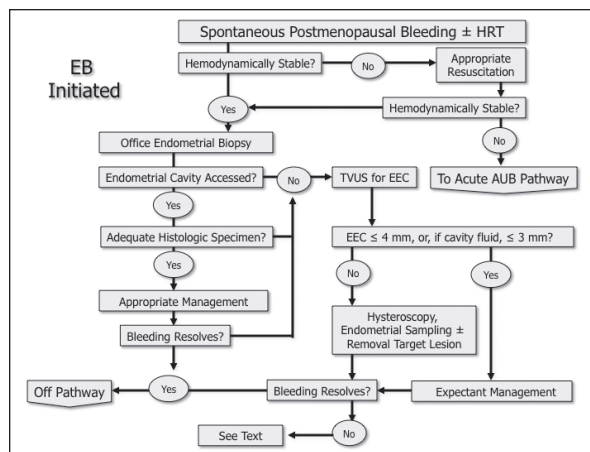 Spontaneous Postmenopausal Bleeding ± HRT
EB
Initiated
Hemodynamically Stable?
No
Appropriate
Resuscitation
Yes
Hemodynamically Stable?
Office Endometrial Biopsy
No
Endometrial Cavity Accessed?
No
TVUS for EEC
To Acute AUB Pathway
Yes
Adequate Histologic Specimen?
EEC ≤ 4 mm, or, if cavity fluid, ≤ 3 mm?
Yes
No
Yes
Appropriate Management
Hysteroscopy,
Endometrial Sampling ±
Removal Target Lesion
Bleeding Resolves?
Off Pathway
Yes
Bleeding Resolves?
Expectant Management
See Text
No